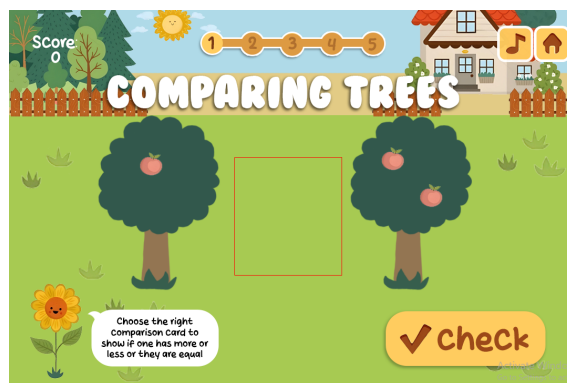 Score
0
1 2 3 4 5
COMPARING TREES
Choose the right
Comparison Card to
show if one has more or
less or they are equal
Check